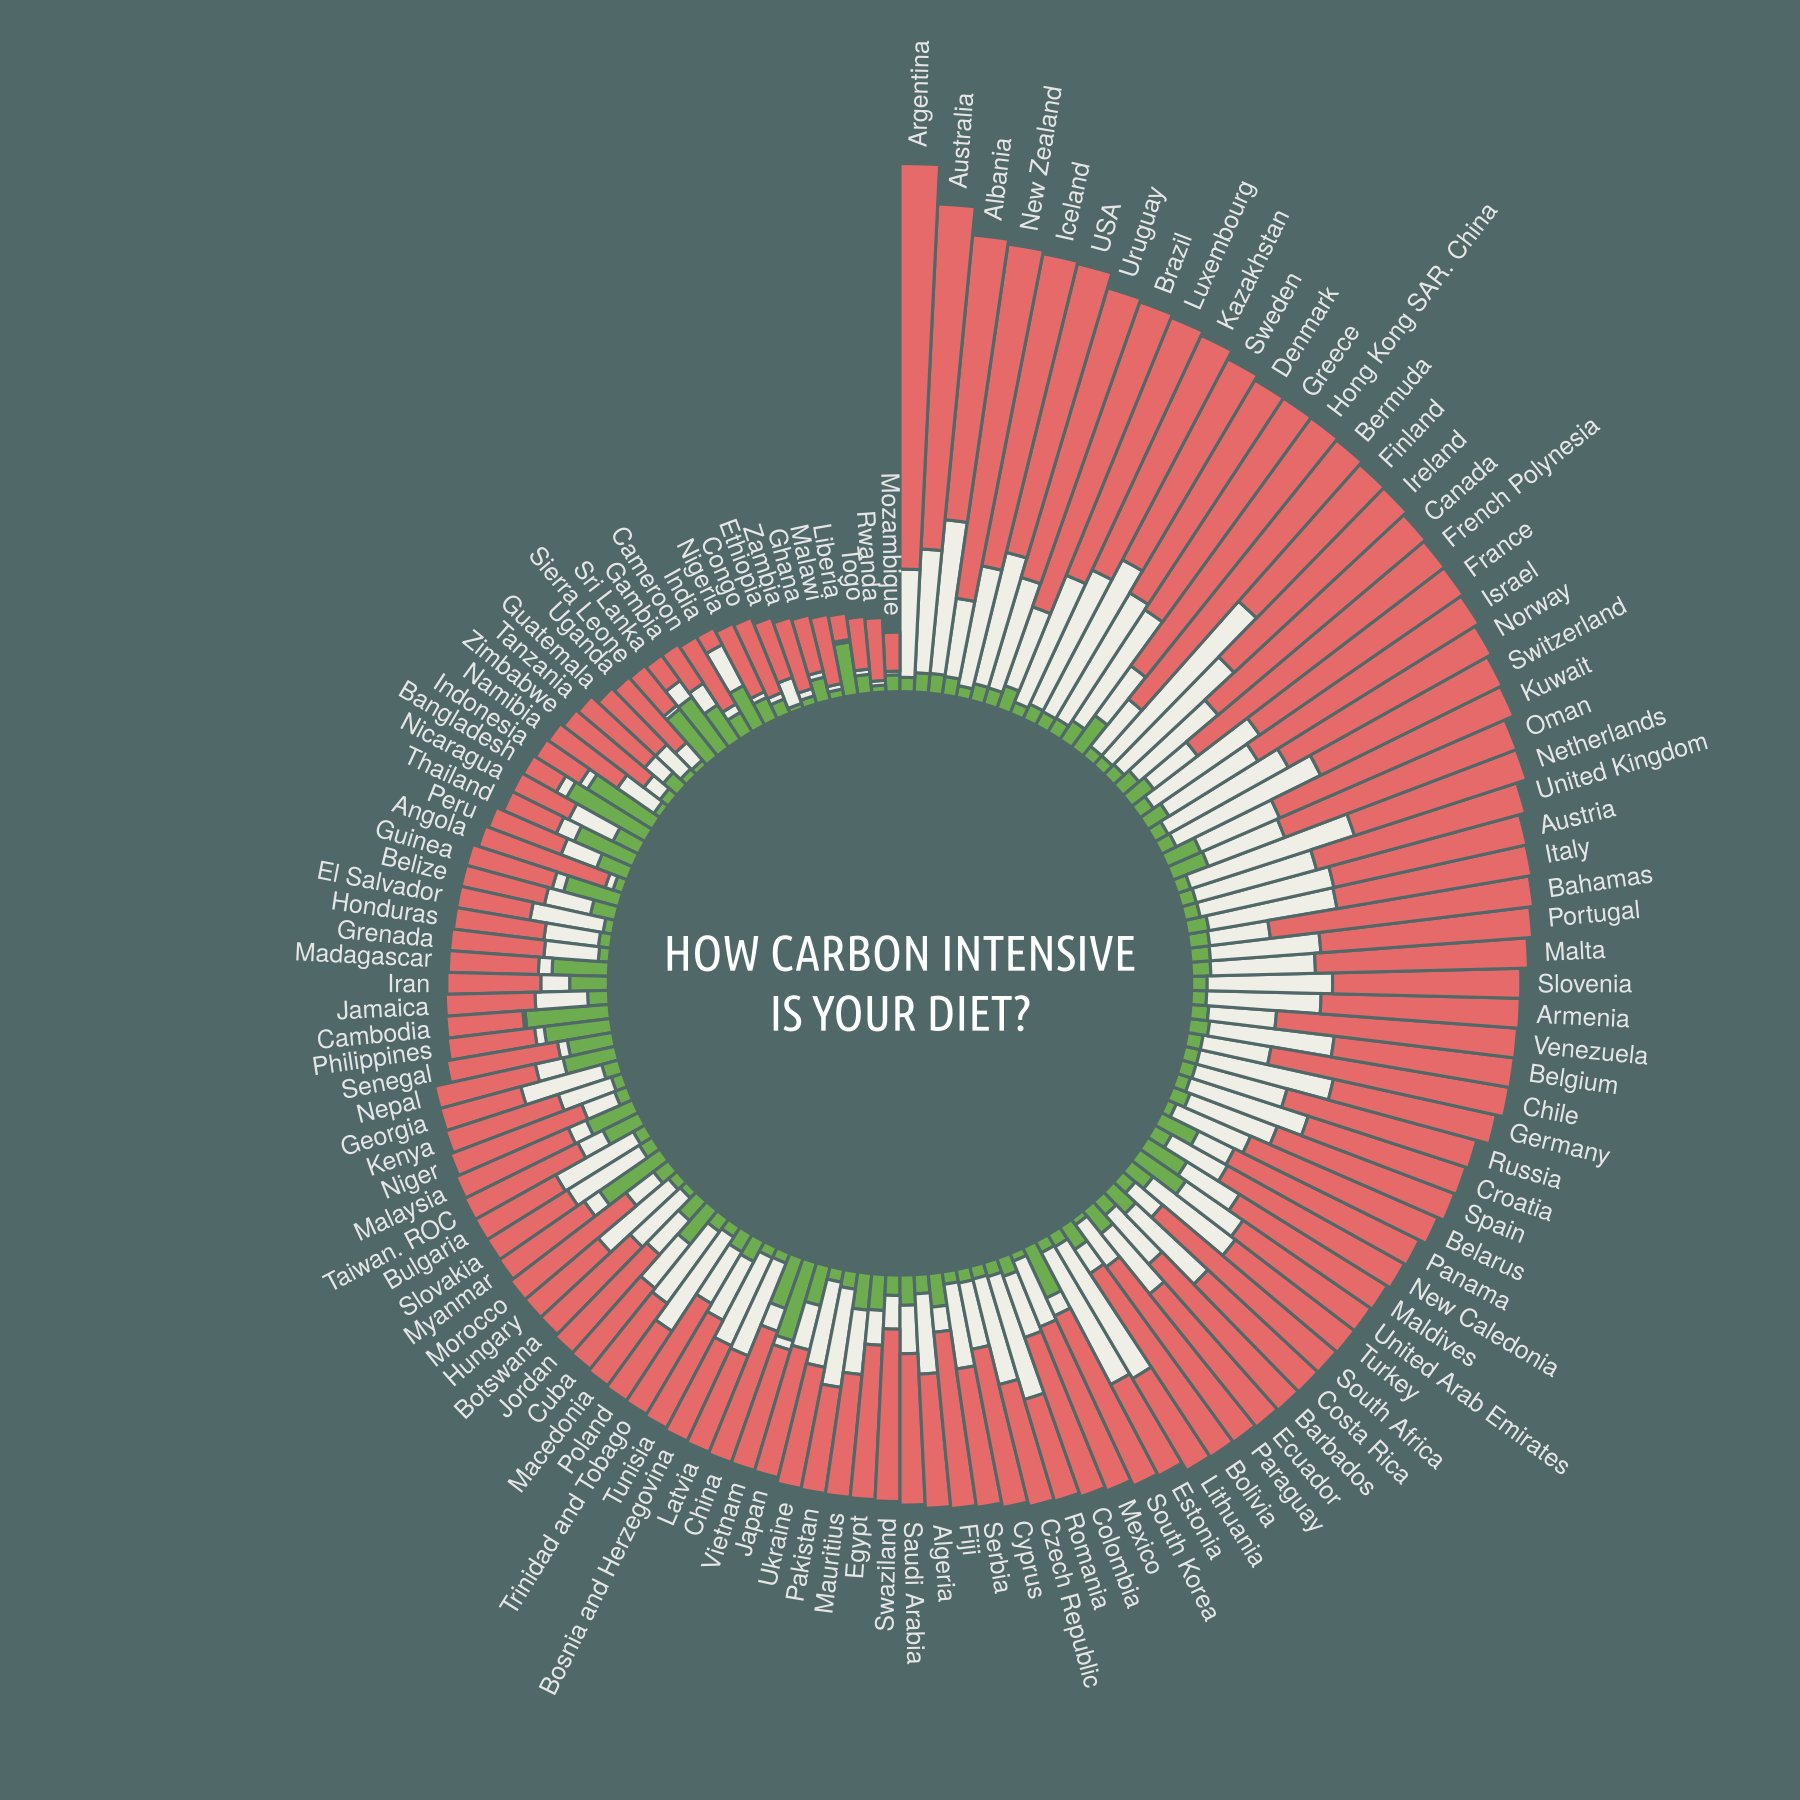 HOW CARBON INTENSIVE
IS YOUR DIET?
Argentina
Australia
Albania
New Zealand
Iceland
USA
Uruguay
Brazil
Luxembourg
Kazakhstan
Sweden
Denmark
Greece
Hong Kong SAR. China
Bermuda
Finland
Ireland
Canada
French Polynesia
France
Israel
Norway
Switzerland
Kuwait
Oman
Netherlands
United Kingdom
Austria
Italy
Bahamas
Portugal
Malta
Slovenia
Armenia
Venezuela
Belgium
Chile
Germany
Russia
Croatia
Spain
Belarus
Panama
New Caledonia
Maldives
United Arab Emirates
Turkey
South Africa
Costa Rica
Barbados
Ecuador
Paraguay
Bolivia
Lithuania
Estonia
South Korea
Mexico
Colombia
Romania
Czech Republic
Cyprus
Serbia
Fiji
Algeria
Saudi Arabia
Swaziland
Egypt
Mauritius
Pakistan
Ukraine
Japan
Vietnam
China
Latvia
Bosnia and Herzegovina
Tunisia
Trinidad and Tobago
Poland
Macedonia
Cuba
Jordan
Botswana
Hungary
Morocco
Myanmar
Slovakia
Bulgaria
Taiwan. ROC
Malaysia
Niger
Kenya
Georgia
Nepal
Senegal
Philippines
Cambodia
Jamaica
Iran
Madagascar
Grenada
Honduras
El Salvador
Belize
Guinea
Angola
Peru
Thailand
Nicaragua
Bangladesh
Indonesia
Namibia
Zimbabwe
Tanzania
Guatemala
Uganda
Sierra Leone
Sri Lanka
Gambia
Cameroon
India
Nigeria
Congo
Ethiopia
Zambia
Ghana
Malawi
Liberia
Togo
Rwanda
Mozambique